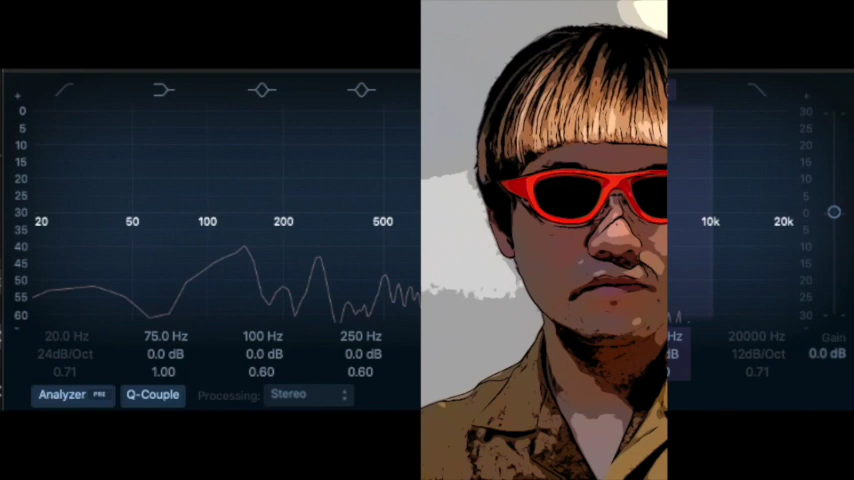 + +
0 30
5 25
10 20
15 15
20 10
25 5
30 20 50 100 200 500 10k 20k 0
35 5
40 10
45 15
50 20
55 25
60 30
- -
20.0 Hz 75.0 Hz 100 Hz 250 Hz Hz 20000 Hz Gain
24dB/Oct 0.0 dB 0.0 dB 0.0 dB dB 12dB/Oct 0.0 dB
0.71 1.00 0.60 0.60 0 0.71
Analyzer PRE Q-Couple Processing: Stereo